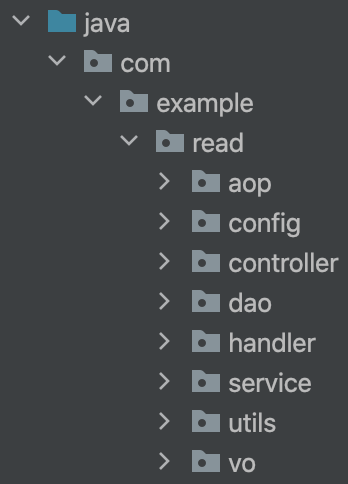 java
com
example
read
aop
config
controller
dao
handler
service
utils
vo